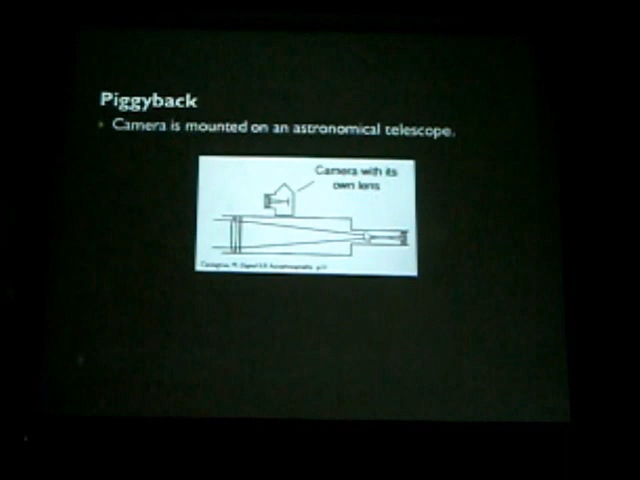 Piggyback
Camera is mounted on an astronomical telescope.
Camera with its
own lens